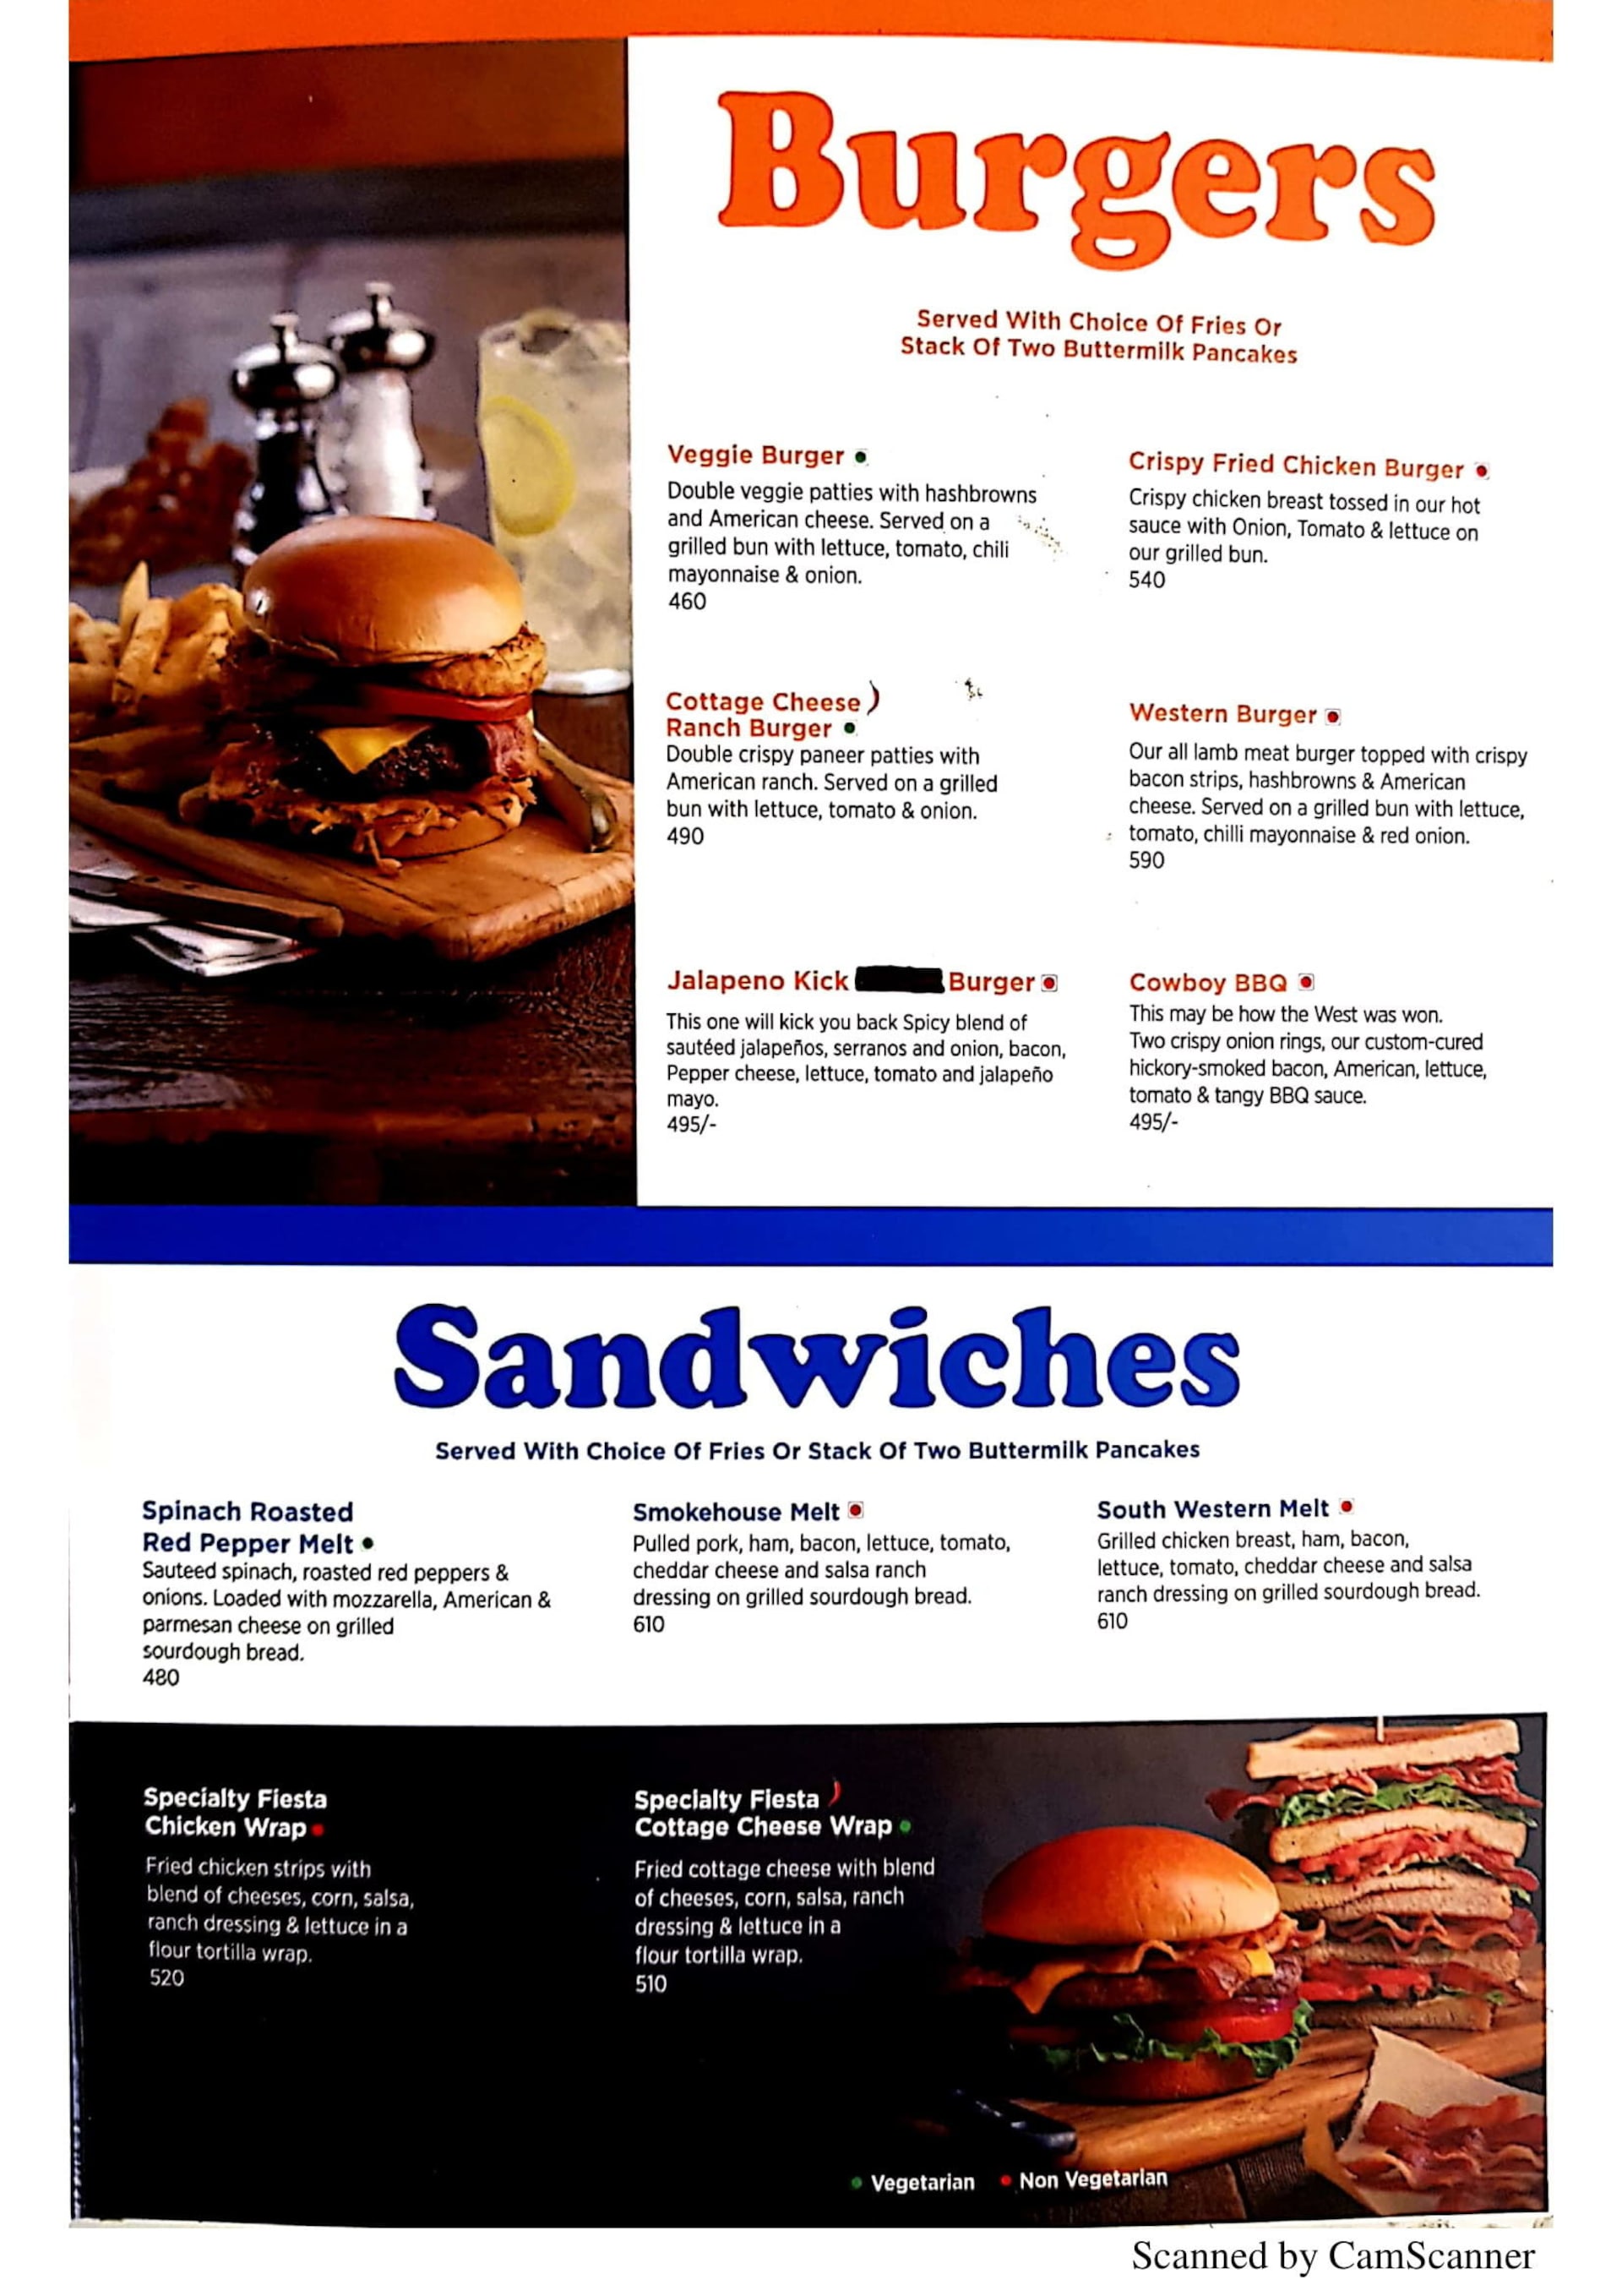 Burgers
Served With Choice Of Fries Or
Stack Of Two Buttermilk Pancakes
Veggie Burger
Double veggie patties with hashbrowns
and American cheese. Served on a
grilled bun with lettuce, tomato, chili
mayonnaise & onion.
460
Crispy Fried Chicken Burger
Crispy chicken breast tossed in our hot
sauce with Onion, Tomato & lettuce on
our grilled bun.
540
Cottage Cheese
Ranch Burger
Double crispy paneer patties with
American ranch. Served on a grilled
bun with lettuce, tomato & onion.
490
Western Burger
Our all lamb meat burger topped with crispy
bacon strips, hashbrowns & American
cheese. Served on a grilled bun with lettuce,
tomato, chilli mayonnaise & red onion.
590
Jalapeno Kick Burger
This one will kick you back Spicy blend of
sautéed jalapeños, serranos and onion, bacon,
Pepper cheese, lettuce, tomato and jalapeño
mayo.
495/-
Cowboy BBQ
This may be how the West was won.
Two crispy onion rings, our custom-cured
hickory-smoked bacon, American, lettuce,
tomato & tangy BBQ sauce.
495/-
Sandwiches
Served With Choice Of Fries Or Stack Of Two Buttermilk Pancakes
Spinach Roasted
Red Pepper Melt
Sauteed spinach, roasted red peppers &
onions. Loaded with mozzarella, American &
parmesan cheese on grilled
sourdough bread.
480
Smokehouse Melt
Pulled pork, ham, bacon, lettuce, tomato,
cheddar cheese and salsa ranch
dressing on grilled sourdough bread.
610
South Western Melt
Grilled chicken breast, ham, bacon,
lettuce, tomato, cheddar cheese and salsa
ranch dressing on grilled sourdough bread.
610
Specialty Fiesta
Chicken Wrap
Fried chicken strips with
blend of cheeses, corn, salsa,
ranch dressing & lettuce in a
flour tortilla wrap.
520
Specialty Fiesta
Cottage Cheese Wrap
Fried cottage cheese with blend
of cheeses, corn, salsa, ranch
dressing & lettuce in a
flour tortilla wrap.
510
Vegetarian Non Vegetarian
Scanned by CamScanner